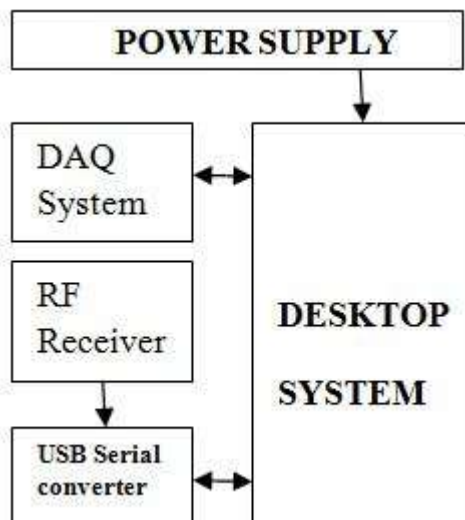 POWER SUPPLY
DAQ
System
RF
Receiver
USB Serial
converter
DESKTOP
SYSTEM